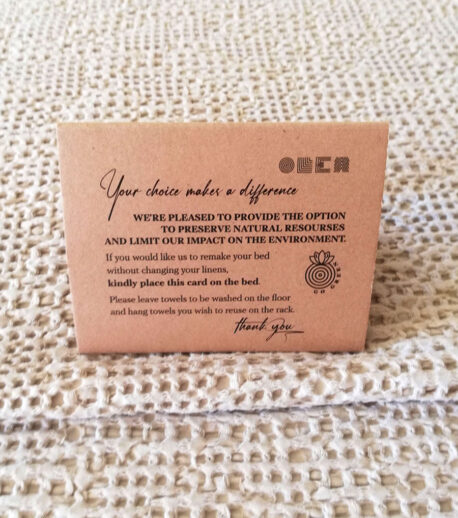 OLER
Your choice makes a difference
WE'RE PLEASED TO PROVIDE THE OPTION
TO PRESERVE NATURAL RESOURSES
AND LIMIT OUR IMPACT ON THE ENVIRONMENT.
If you would like us to remake your bed
without changing your linens,
kindly place this card on the bed.
GO GREEN
Please leave towels to be washed on the floor
and hang towels you wish to reuse on the rack.
thank you